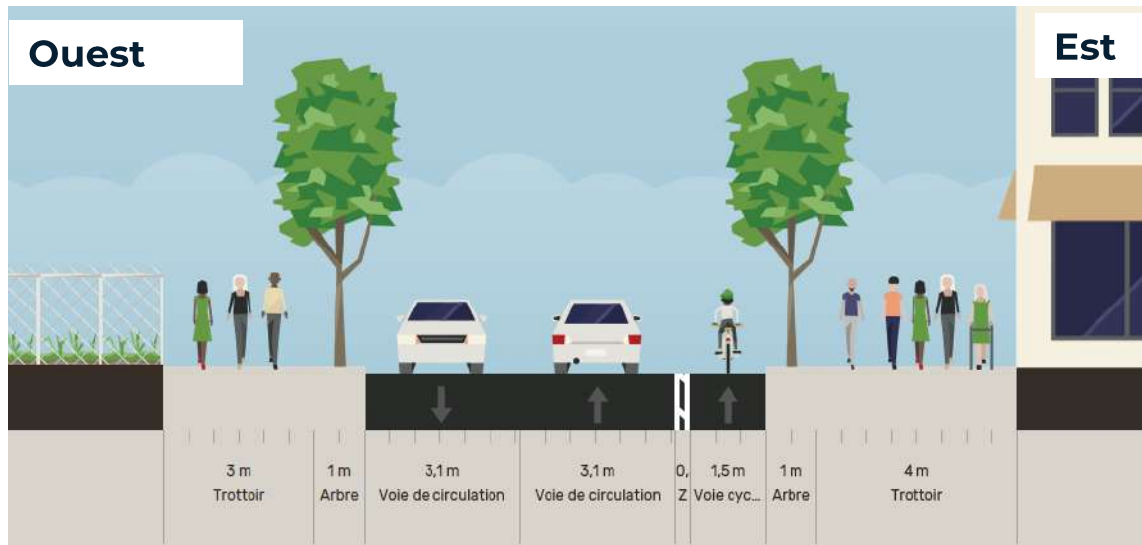 Ouest
Est
3 m
Trottoir
1 m
Arbre
3,1 m
Voie de circulation
3,1 m
Voie de circulation
0,
Z
1,5 m
Voie cyc...
1 m
Arbre
4 m
Trottoir